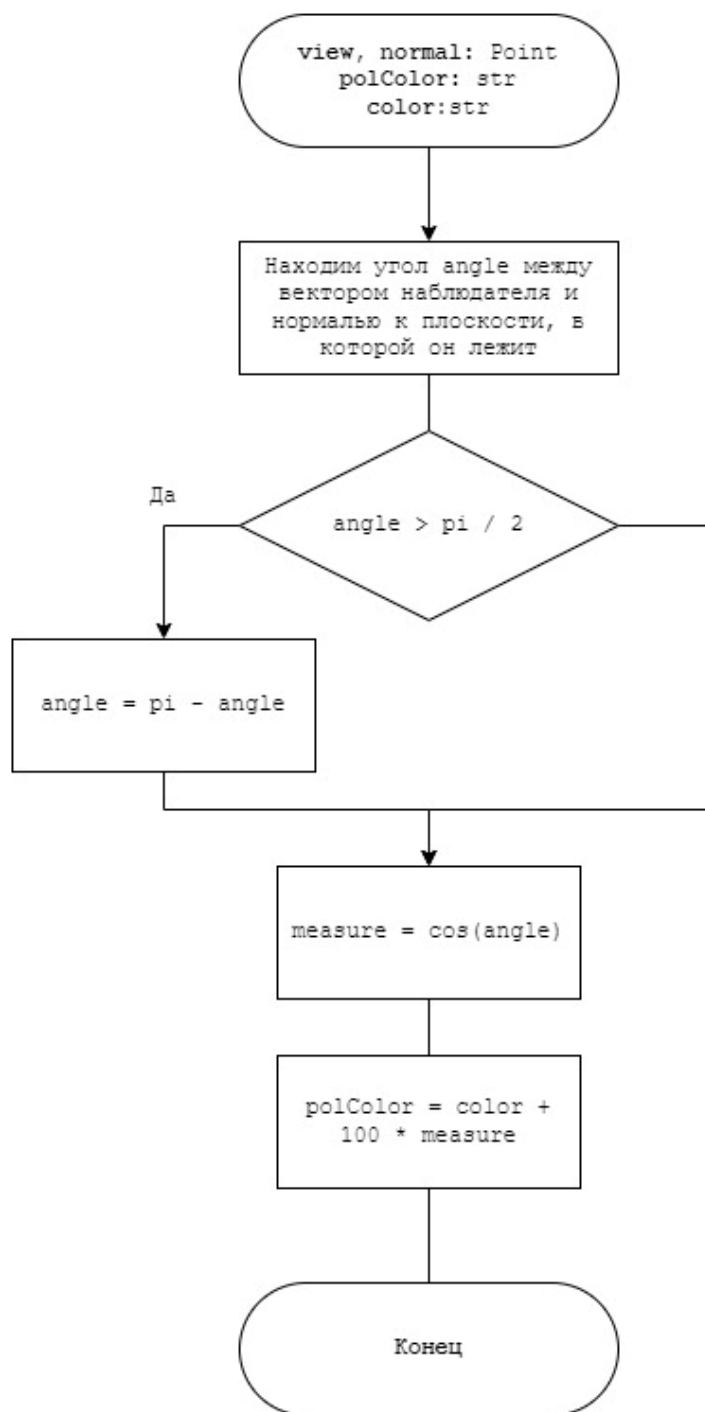 view, normal: Point
polColor: str
color:str
Находим угол angle между
вектором наблюдателя и
нормалью к плоскости, в
которой он лежит
Да
angle > pi / 2
angle = pi - angle
measure = cos(angle)
polColor = color +
100 * measure
Конец